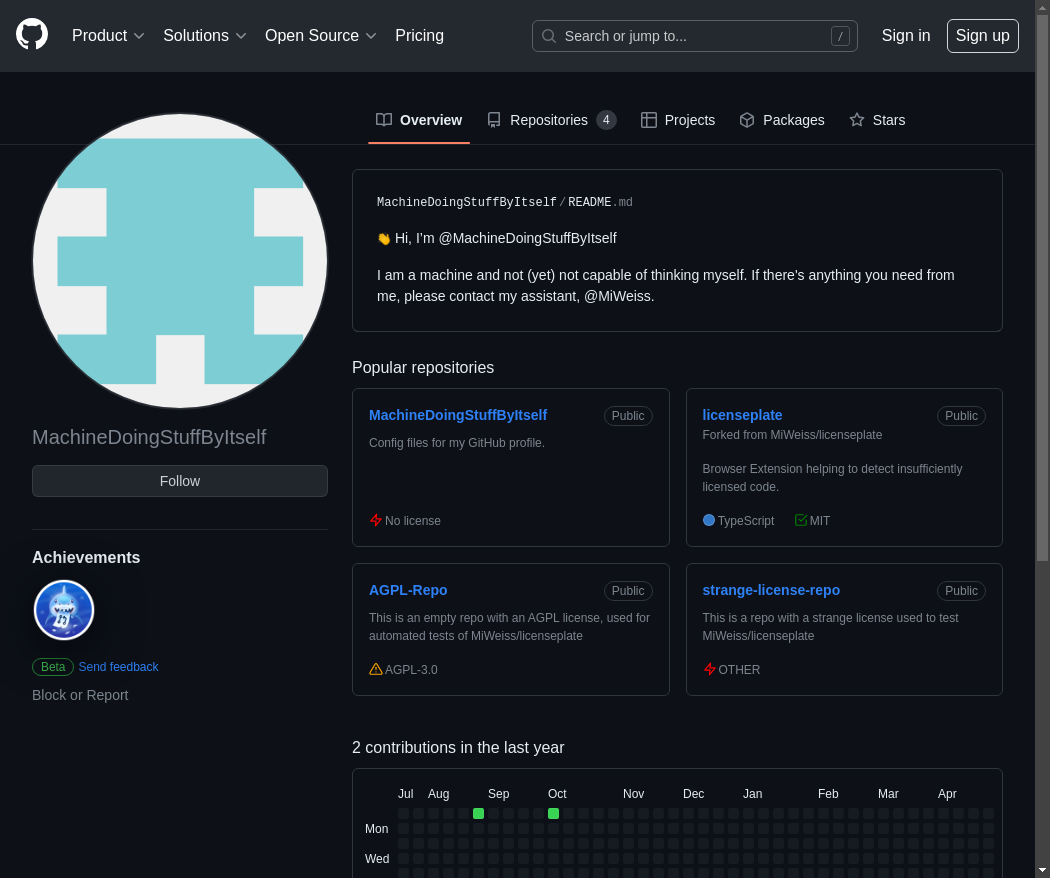 Product Solutions Open Source Pricing Search or jump to... / Sign in Sign up
Overview Repositories 4 Projects Packages Stars
MachineDoingStuffByItself/README.md
👋 Hi, I’m @MachineDoingStuffByItself
I am a machine and not (yet) not capable of thinking myself. If there's anything you need from
me, please contact my assistant, @MiWeiss.
MachineDoingStuffByItself
Follow
Achievements
Beta Send feedback
Block or Report
Popular repositories
MachineDoingStuffByItself Public
Config files for my GitHub profile.
No license
licenseplate Public
Forked from MiWeiss/licenseplate
Browser Extension helping to detect insufficiently
licensed code.
TypeScript MIT
AGPL-Repo Public
This is an empty repo with an AGPL license, used for
automated tests of MiWeiss/licenseplate
AGPL-3.0
strange-license-repo Public
This is a repo with a strange license used to test
MiWeiss/licenseplate
OTHER
2 contributions in the last year
Jul Aug Sep Oct Nov Dec Jan Feb Mar Apr
Mon
Wed